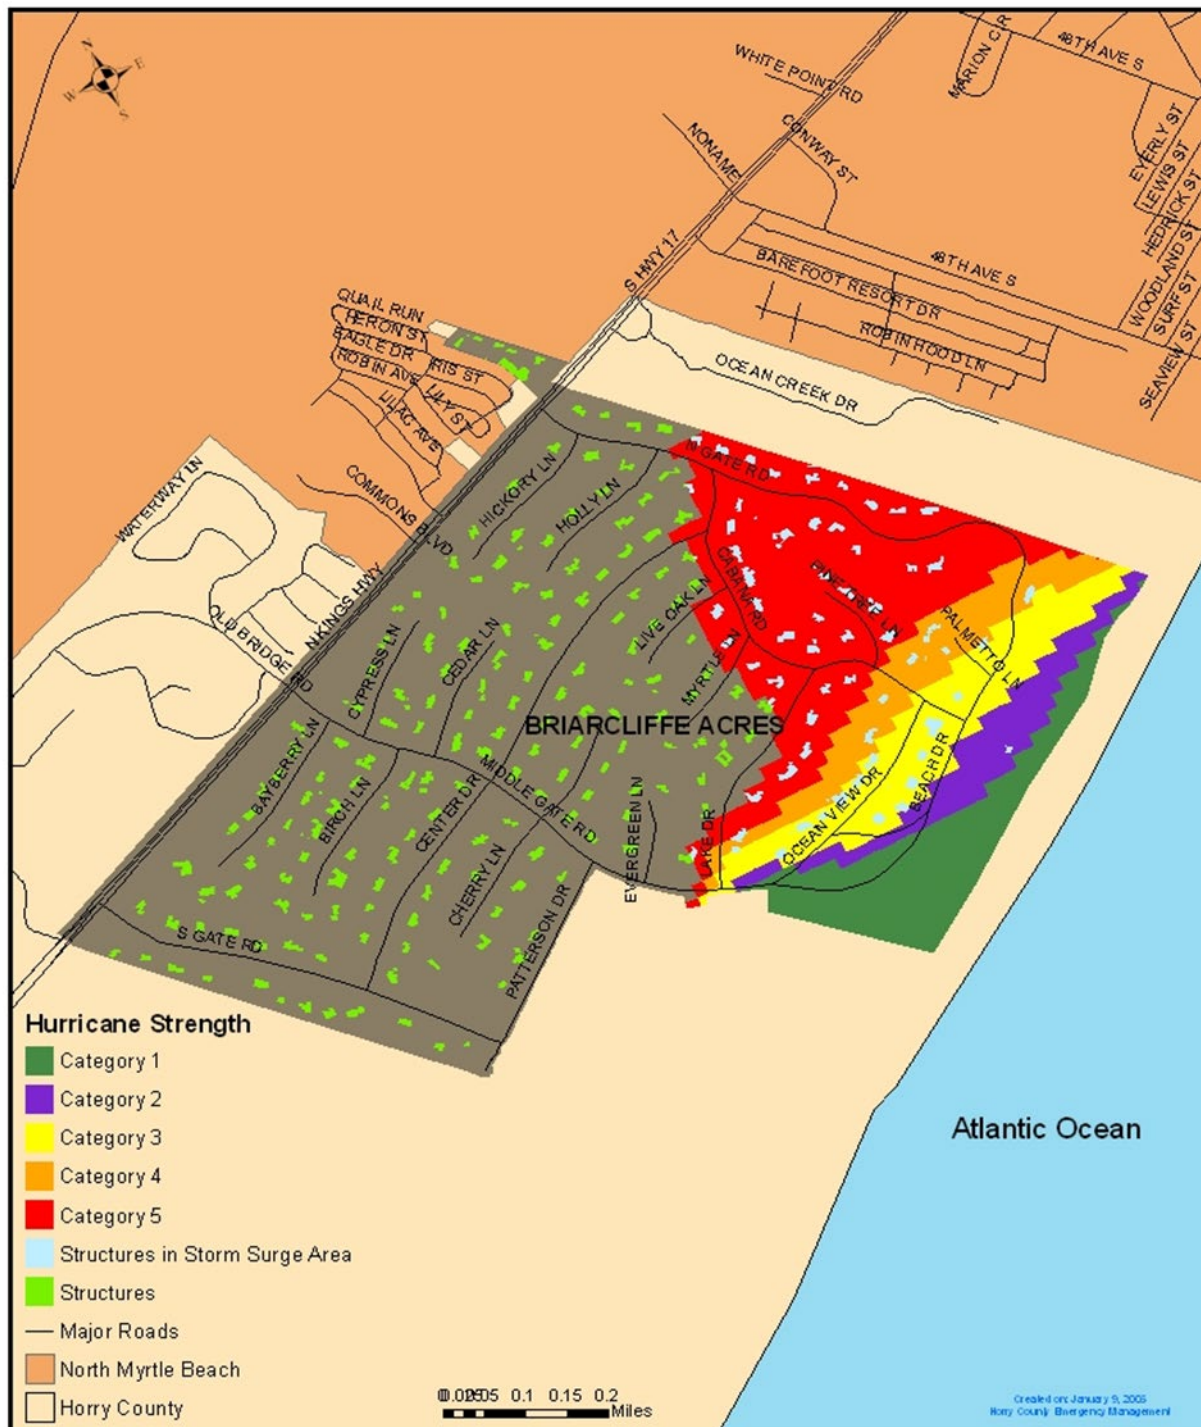 N
E
W
S
48TH AVE S
MARION CIR
WHITE POINT RD
CONWAY ST
NONAME
EYERLY ST
LEWIS ST
HEDRICK ST
WOODLAND ST
SURF ST
SEAVIEW ST
S HWY 17
48TH AVE S
BAREFOOT RESORT DR
ROBIN HOOD LN
OCEAN CREEK DR
QUAIL RUN
HERON ST
EAGLE DR
ROBIN AVE
IRIS ST
LILY ST
LILAC AVE
COMMONS BLVD
WATERWAY LN
OLD BRIDGE RD
N KINGS HWY
HICKORY LN
HOLLY LN
N GATE RD
CABANA RD
LIVE OAK LN
PALMETTO LN
CYPRESS LN
CEDAR LN
BRIARCLIFFE ACRES
BAYBERRY LN
BIRCH LN
CENTER DR
MIDDLE GATE RD
CHERRY LN
EVERGREEN LN
LAKE DR
OCEAN VIEW DR
BEACH DR
PATTERSON DR
S GATE RD
Atlantic Ocean
Hurricane Strength
Category 1
Category 2
Category 3
Category 4
Category 5
Structures in Storm Surge Area
Structures
Major Roads
North Myrtle Beach
Horry County
0.1 0.15 0.2
Miles
Created on: January 9, 2005
Horry County Emergency Management